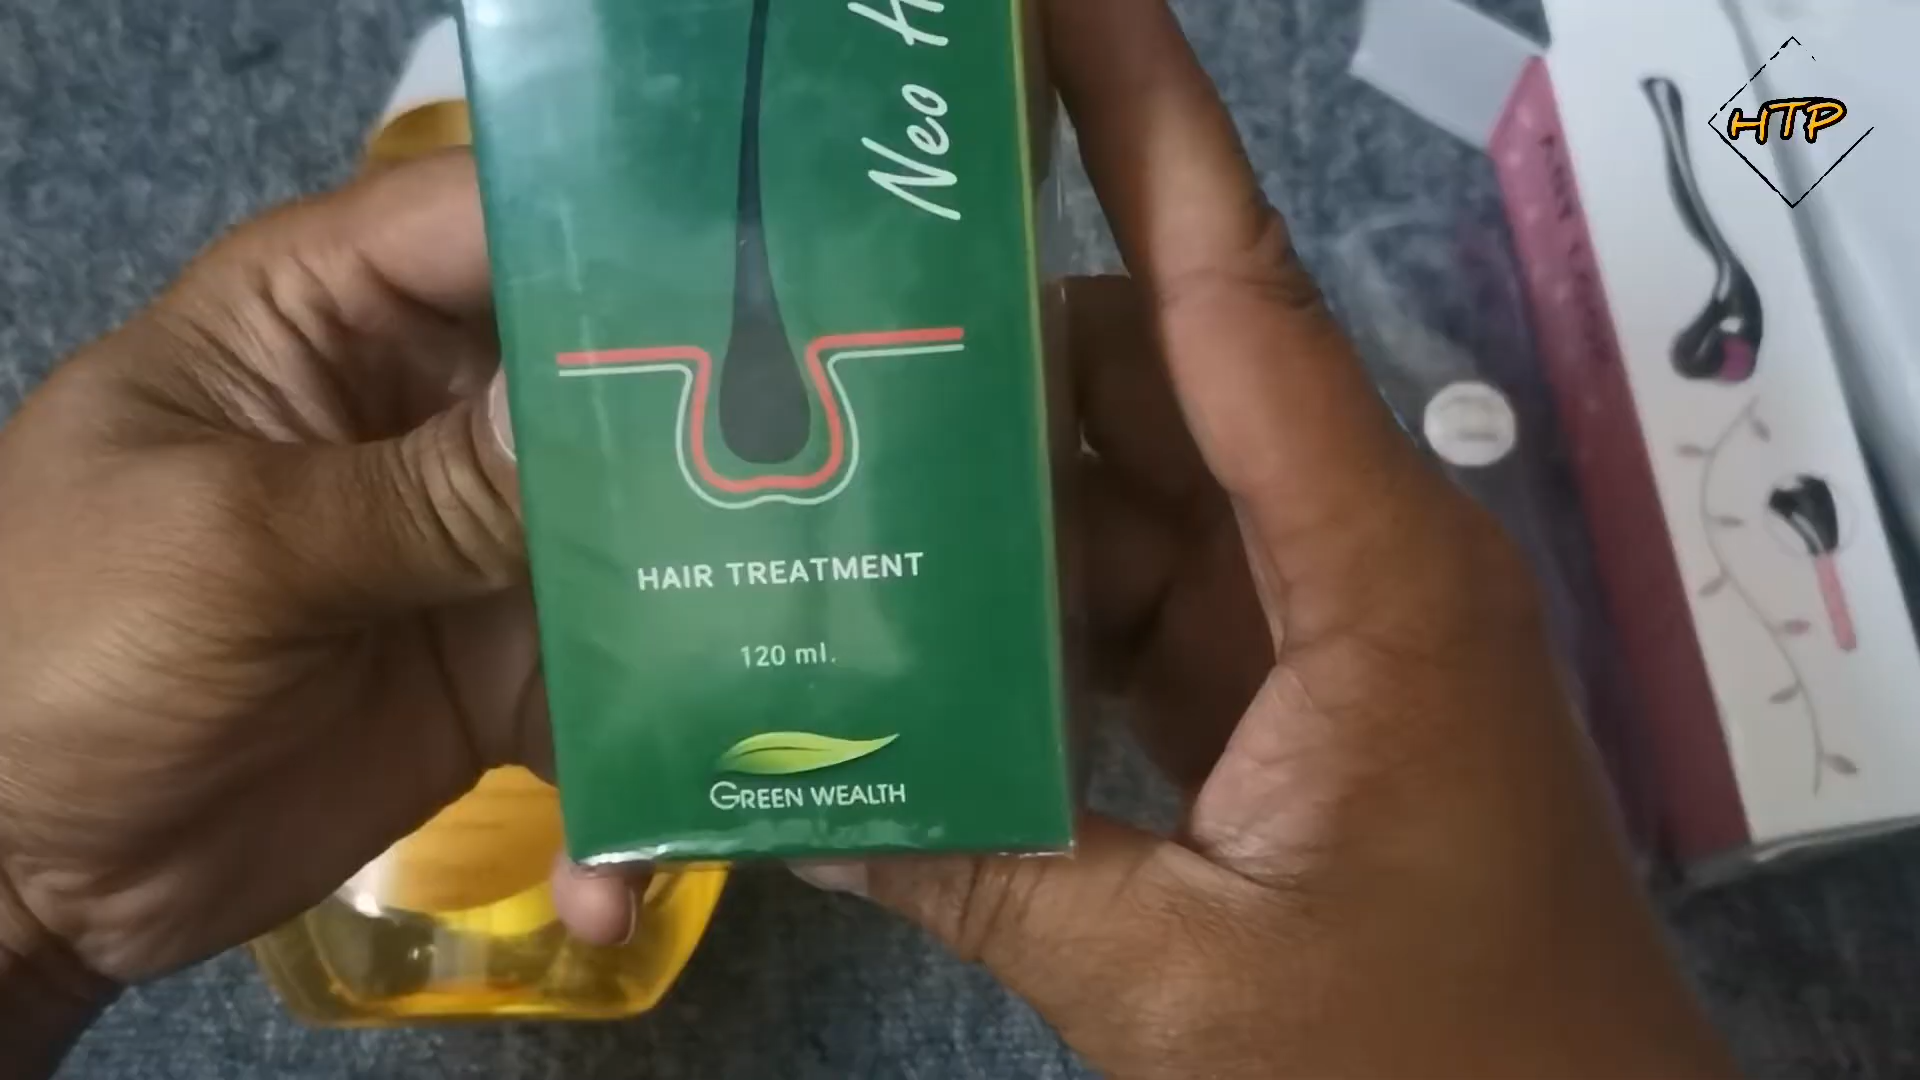 Neo H
HAIR TREATMENT
120 ml.
GREEN WEALTH
HTP